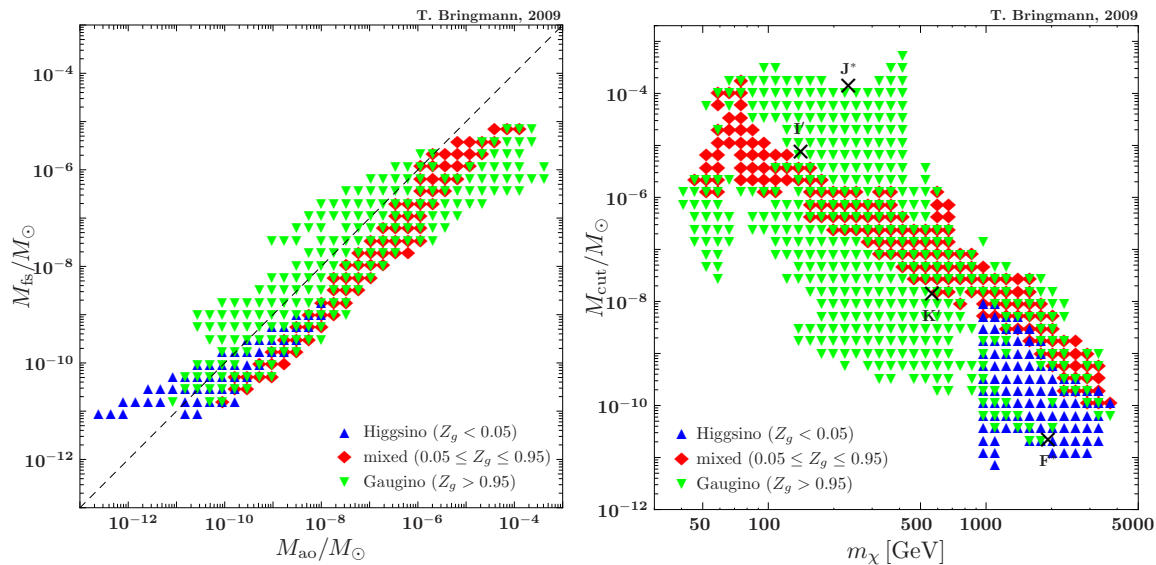 T. Bringmann, 2009
M_fs/M_⊙
10^−4
10^−6
10^−8
10^−10
10^−12
Higgsino (Z_g < 0.05)
mixed (0.05 ≤ Z_g ≤ 0.95)
Gaugino (Z_g > 0.95)
10^−12
10^−10
10^−8
10^−6
10^−4
M_ao/M_⊙
T. Bringmann, 2009
M_cut/M_⊙
10^−4
10^−6
10^−8
10^−10
10^−12
J*
I′
K′
F*
Higgsino (Z_g < 0.05)
mixed (0.05 ≤ Z_g ≤ 0.95)
Gaugino (Z_g > 0.95)
50
100
500
1000
5000
m_χ [GeV]